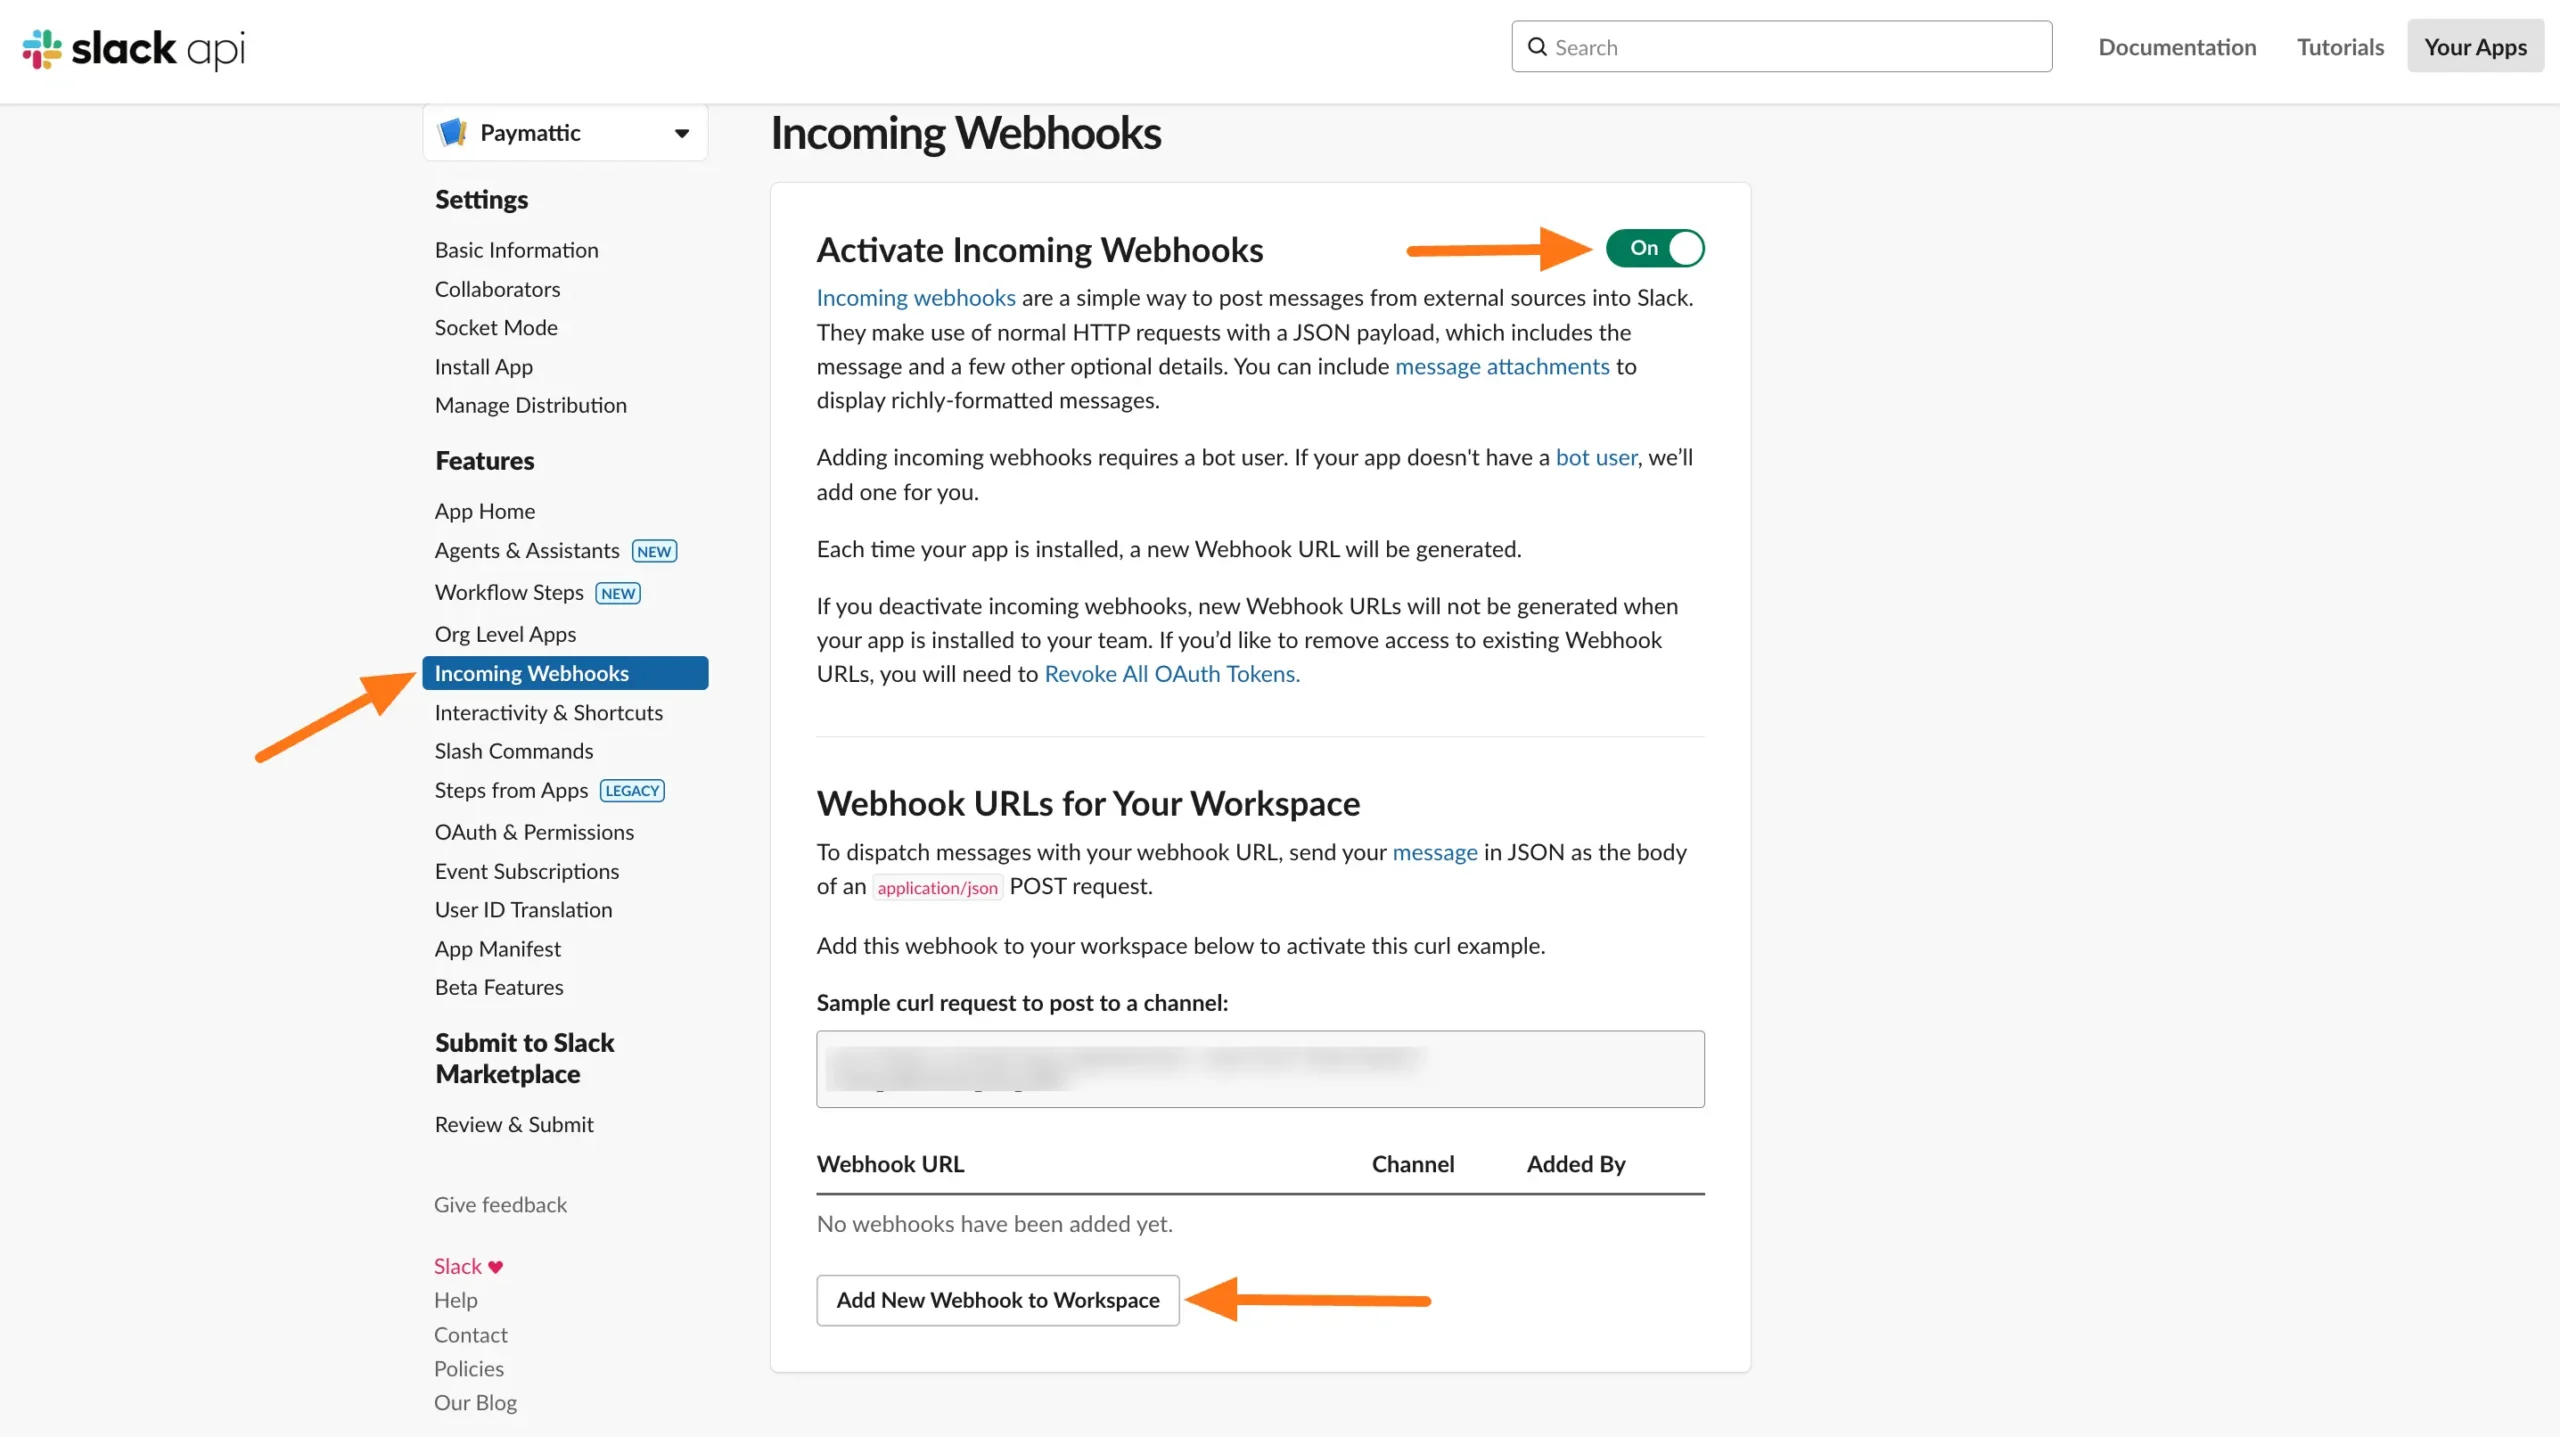 slack api
Search
Documentation
Tutorials
Your Apps
Paymattic
Settings
Basic Information
Collaborators
Socket Mode
Install App
Manage Distribution
Features
App Home
Agents & Assistants NEW
Workflow Steps NEW
Org Level Apps
Incoming Webhooks
Interactivity & Shortcuts
Slash Commands
Steps from Apps LEGACY
OAuth & Permissions
Event Subscriptions
User ID Translation
App Manifest
Beta Features
Submit to Slack
Marketplace
Review & Submit
Give feedback
Slack ♥
Help
Contact
Policies
Our Blog
Incoming Webhooks
Activate Incoming Webhooks
On
Incoming webhooks are a simple way to post messages from external sources into Slack.
They make use of normal HTTP requests with a JSON payload, which includes the
message and a few other optional details. You can include message attachments to
display richly-formatted messages.
Adding incoming webhooks requires a bot user. If your app doesn't have a bot user, we’ll
add one for you.
Each time your app is installed, a new Webhook URL will be generated.
If you deactivate incoming webhooks, new Webhook URLs will not be generated when
your app is installed to your team. If you’d like to remove access to existing Webhook
URLs, you will need to Revoke All OAuth Tokens.
Webhook URLs for Your Workspace
To dispatch messages with your webhook URL, send your message in JSON as the body
of an application/json POST request.
Add this webhook to your workspace below to activate this curl example.
Sample curl request to post to a channel:
Webhook URL Channel Added By
No webhooks have been added yet.
Add New Webhook to Workspace